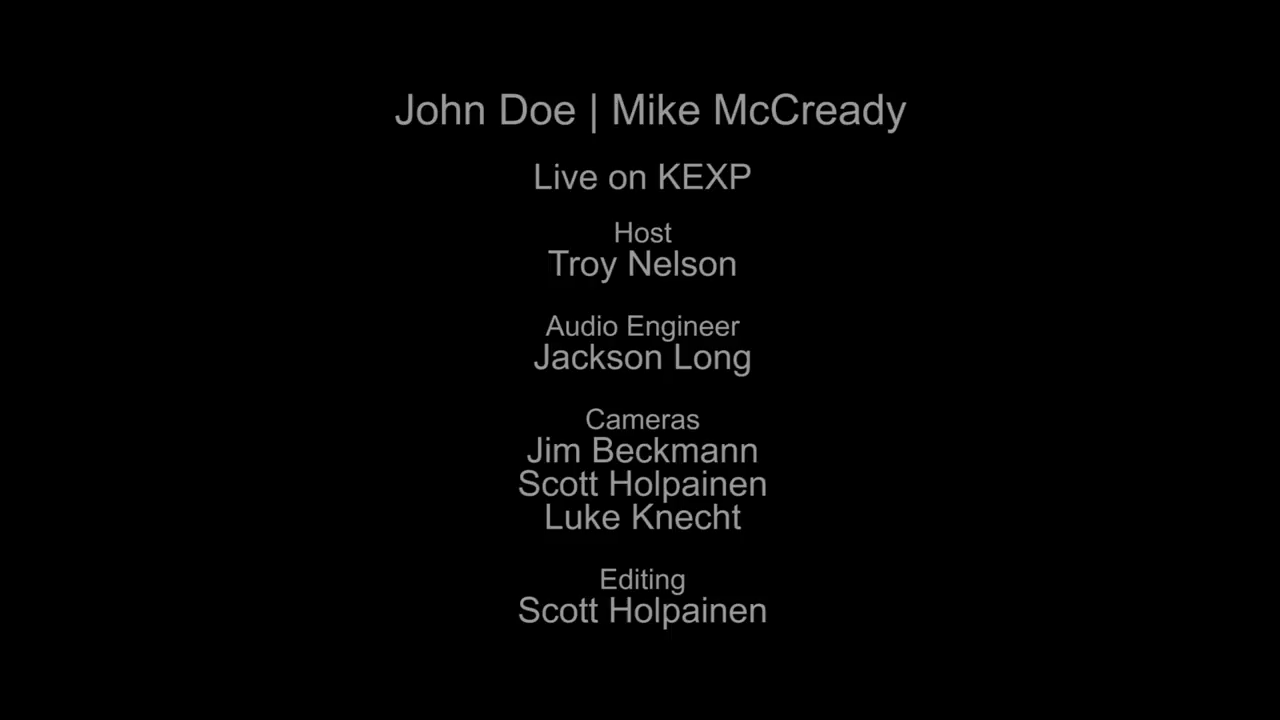 John Doe | Mike McCready
Live on KEXP
Host
Troy Nelson
Audio Engineer
Jackson Long
Cameras
Jim Beckmann
Scott Holpainen
Luke Knecht
Editing
Scott Holpainen